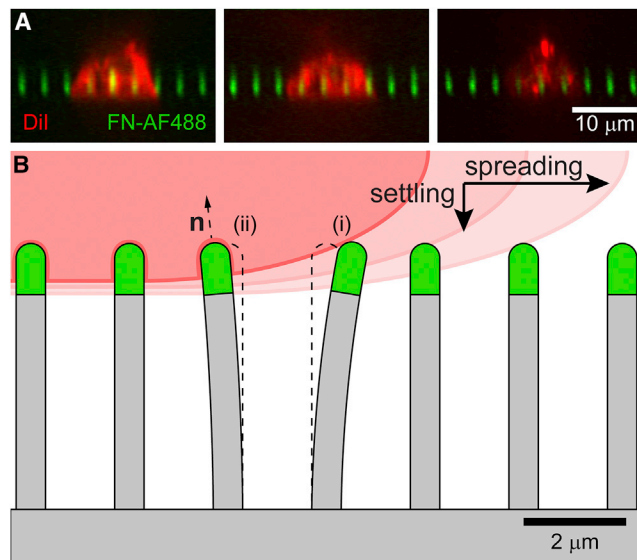 A
DiI
FN-AF488
10 μm
B
spreading
settling
n
(ii)
(i)
2 μm